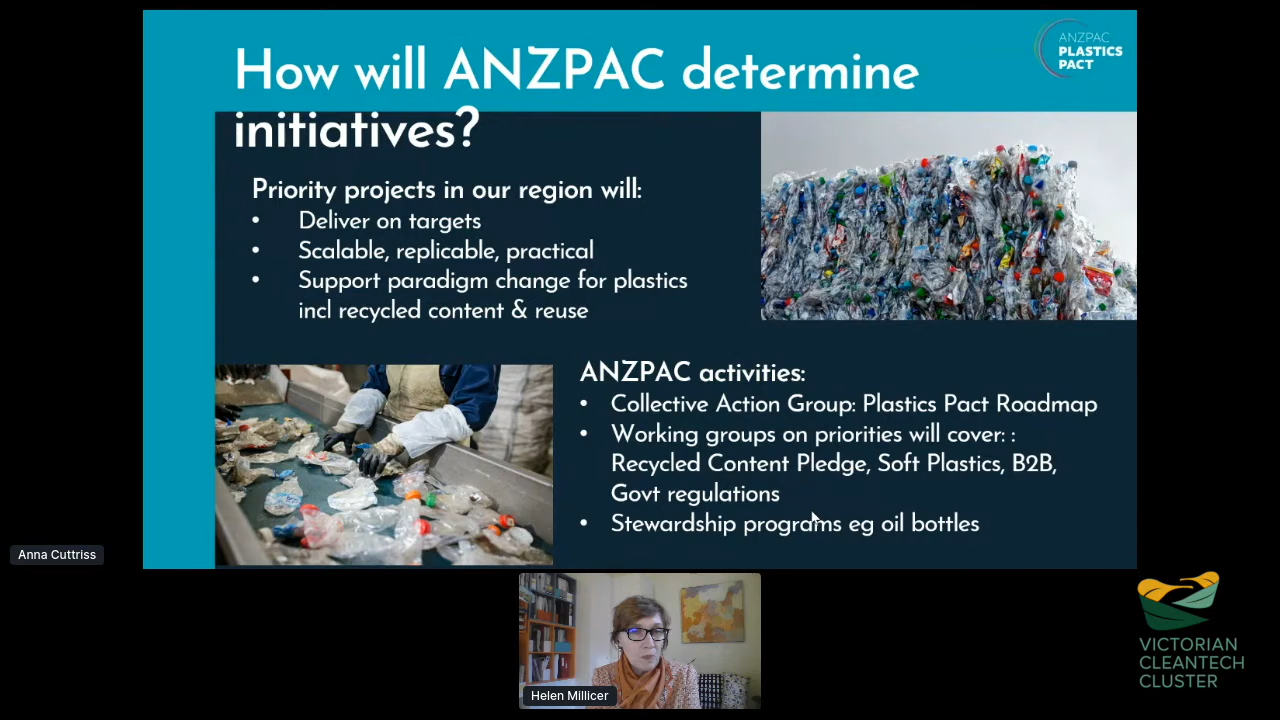 How will ANZPAC determine
initiatives?
ANZPAC
PLASTICS
PACT
Priority projects in our region will:
• Deliver on targets
• Scalable, replicable, practical
• Support paradigm change for plastics
incl recycled content & reuse
ANZPAC activities:
• Collective Action Group: Plastics Pact Roadmap
• Working groups on priorities will cover: :
Recycled Content Pledge, Soft Plastics, B2B,
Govt regulations
• Stewardship programs eg oil bottles
Anna Cuttriss
Helen Millicer
VICTORIAN
CLEANTECH
CLUSTER